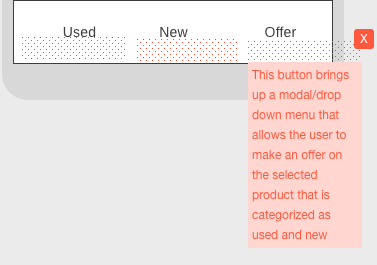 Used New Offer
X
This button brings
up a modal/drop
down menu that
allows the user to
make an offer on
the selected
product that is
categorized as
used and new